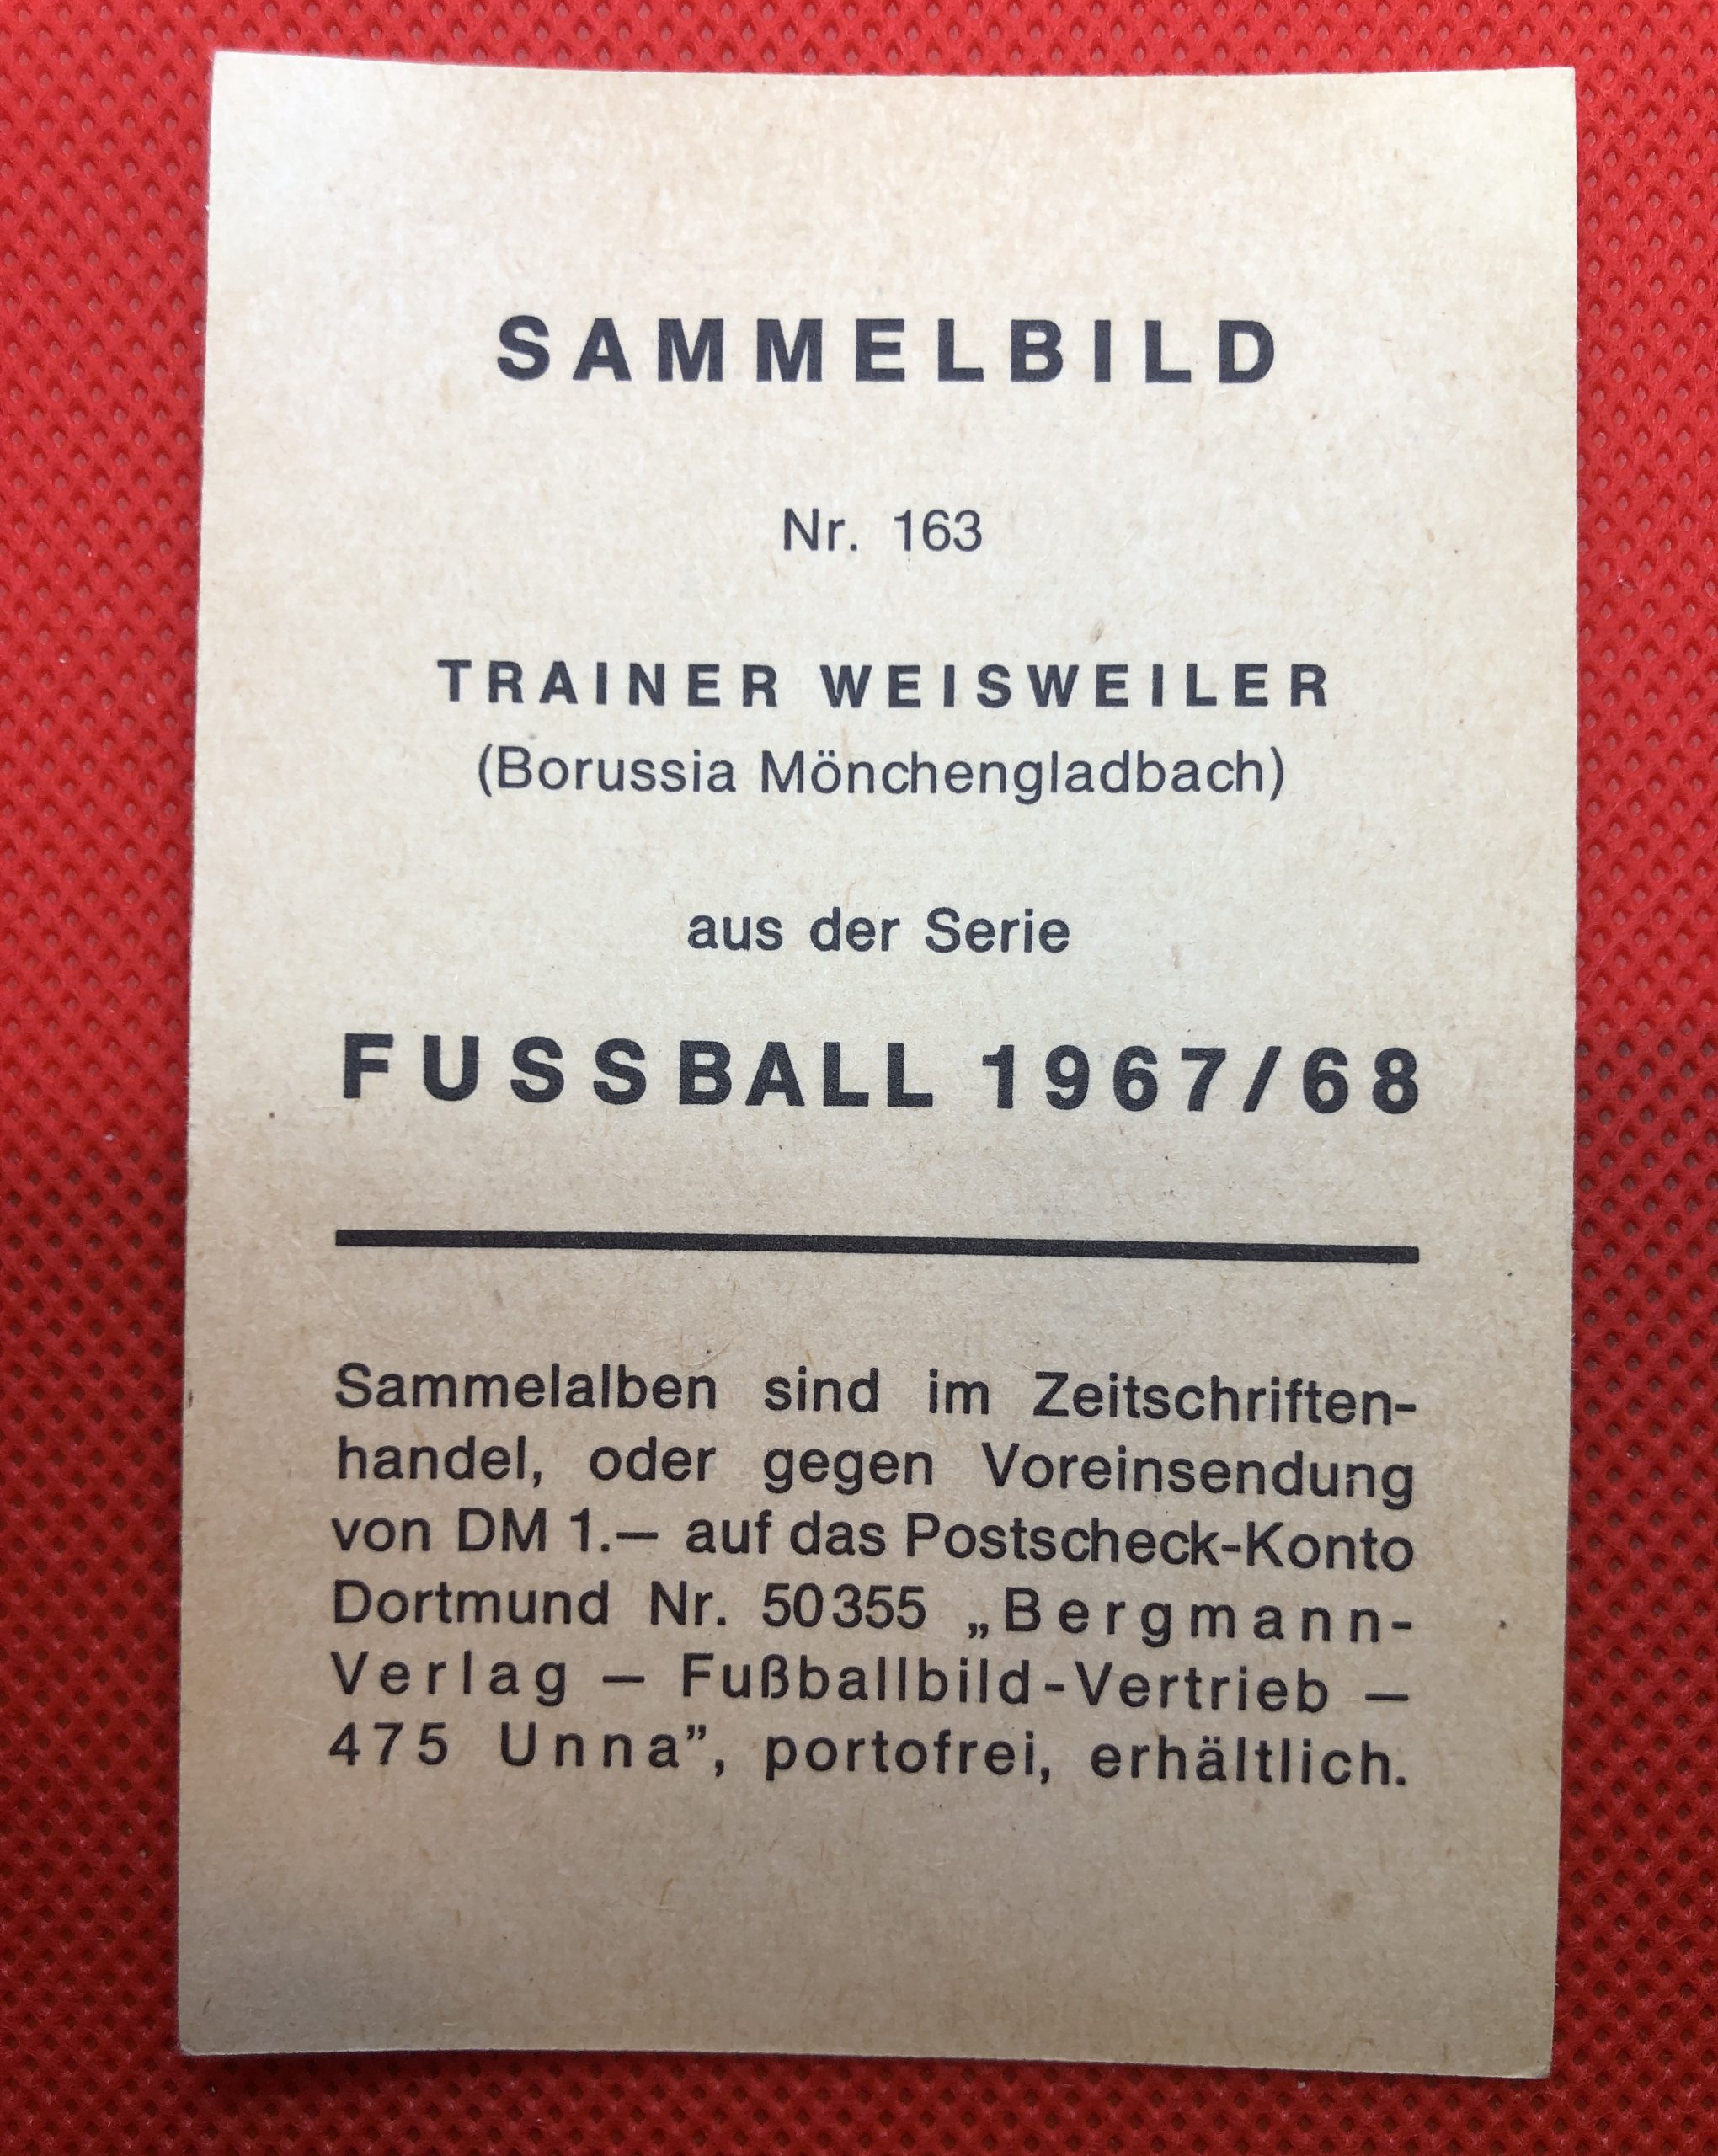 SAMMELBILD
Nr. 163
TRAINER WEISWEILER
(Borussia Mönchengladbach)
aus der Serie
FUSSBALL 1967/68
Sammelalben sind im Zeitschriften-
handel, oder gegen Voreinsendung
von DM 1.— auf das Postscheck-Konto
Dortmund Nr. 50355 „Bergmann-
Verlag — Fußballbild-Vertrieb —
475 Unna”, portofrei, erhältlich.